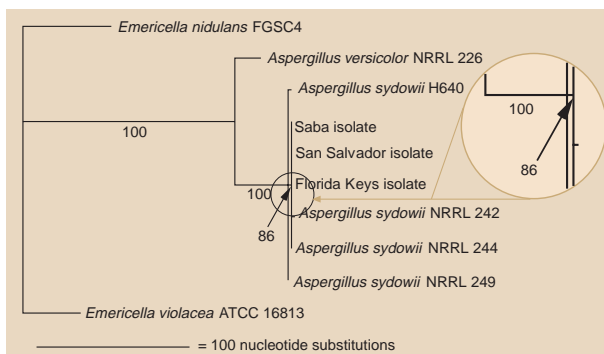 Emericella nidulans FGSC4
Aspergillus versicolor NRRL 226
Aspergillus sydowii H640
100
100
Saba isolate
San Salvador isolate
86
Florida Keys isolate
100
Aspergillus sydowii NRRL 242
86
Aspergillus sydowii NRRL 244
Aspergillus sydowii NRRL 249
Emericella violacea ATCC 16813
= 100 nucleotide substitutions